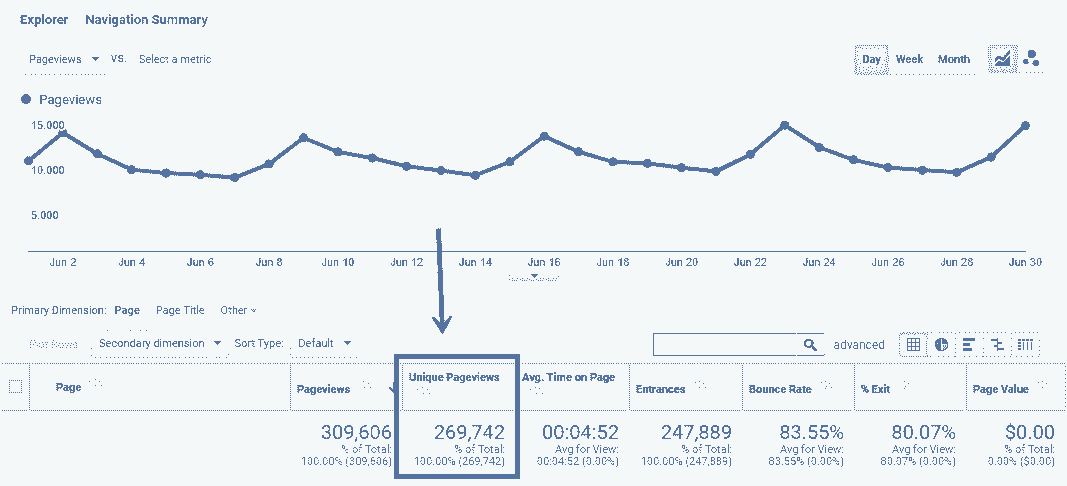 Explorer Navigation Summary
Pageviews VS. Select a metric Day Week Month
Pageviews
15.000
10.000
5.000
Jun 2 Jun 4 Jun 6 Jun 8 Jun 10 Jun 12 Jun 14 Jun 16 Jun 18 Jun 20 Jun 22 Jun 24 Jun 26 Jun 28 Jun 30
Primary Dimension: Page Page Title Other
Plot Rows Secondary dimension Sort Type: Default advanced
Page Pageviews Unique Pageviews Avg. Time on Page Entrances Bounce Rate % Exit Page Value
309,606 269,742 00:04:52 247,889 83.55% 80.07% $0.00
% of Total: % of Total: Avg for View: % of Total: Avg for View: Avg for View: % of Total:
100.00% (309,606) 100.00% (269,742) 00:04:52 (0.00%) 100.00% (247,889) 83.55% (0.00%) 80.07% (0.00%) 0.00% ($0.00)